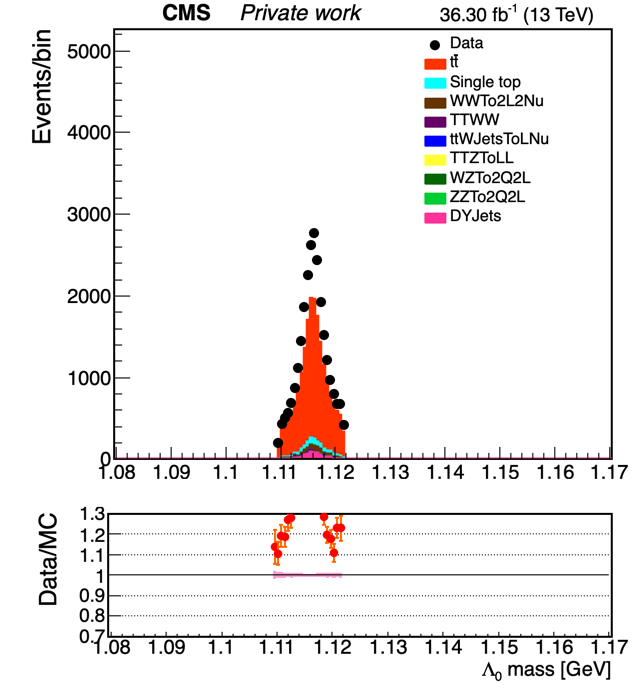 CMS Private work 36.30 fb⁻¹ (13 TeV)
Events/bin
5000
4000
3000
2000
1000
0
Data
tt̄
Single top
WWTo2L2Nu
TTWW
ttWJetsToLNu
TTZToLL
WZTo2Q2L
ZZTo2Q2L
DYJets
1.08 1.09 1.1 1.11 1.12 1.13 1.14 1.15 1.16 1.17
Data/MC
1.3
1.2
1.1
1
0.9
0.8
0.7
1.08 1.09 1.1 1.11 1.12 1.13 1.14 1.15 1.16 1.17
Λ₀ mass [GeV]